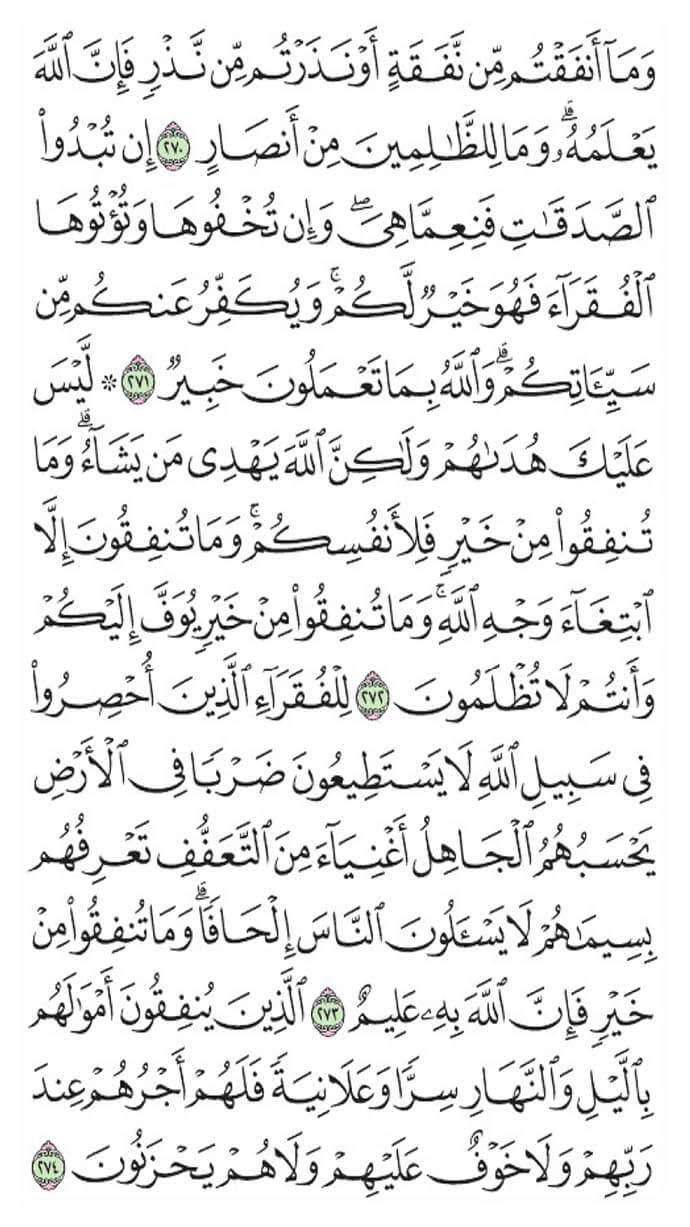 وَمَآ أَنفَقْتُم مِّن نَّفَقَةٍ أَوْ نَذَرْتُم مِّن نَّذْرٍ فَإِنَّ ٱللَّهَ
يَعْلَمُهُۥۗ وَمَا لِلظَّـٰلِمِينَ مِنْ أَنصَارٍ ٢٧٠ إِن تُبْدُوا۟
ٱلصَّدَقَـٰتِ فَنِعِمَّا هِىَۖ وَإِن تُخْفُوهَا وَتُؤْتُوهَا
ٱلْفُقَرَآءَ فَهُوَ خَيْرٌ لَّكُمْۚ وَيُكَفِّرُ عَنكُم مِّن
سَيِّـَٔاتِكُمْۗ وَٱللَّهُ بِمَا تَعْمَلُونَ خَبِيرٌ ٢٧١ ۞ لَّيْسَ
عَلَيْكَ هُدَىٰهُمْ وَلَـٰكِنَّ ٱللَّهَ يَهْدِى مَن يَشَآءُۗ وَمَا
تُنفِقُوا۟ مِنْ خَيْرٍ فَلِأَنفُسِكُمْۚ وَمَا تُنفِقُونَ إِلَّا
ٱبْتِغَآءَ وَجْهِ ٱللَّهِۚ وَمَا تُنفِقُوا۟ مِنْ خَيْرٍ يُوَفَّ إِلَيْكُمْ
وَأَنتُمْ لَا تُظْلَمُونَ ٢٧٢ لِلْفُقَرَآءِ ٱلَّذِينَ أُحْصِرُوا۟
فِى سَبِيلِ ٱللَّهِ لَا يَسْتَطِيعُونَ ضَرْبًا فِى ٱلْأَرْضِ
يَحْسَبُهُمُ ٱلْجَاهِلُ أَغْنِيَآءَ مِنَ ٱلتَّعَفُّفِ تَعْرِفُهُم
بِسِيمَـٰهُمْ لَا يَسْـَٔلُونَ ٱلنَّاسَ إِلْحَافًاۗ وَمَا تُنفِقُوا۟ مِنْ
خَيْرٍ فَإِنَّ ٱللَّهَ بِهِۦ عَلِيمٌ ٢٧٣ ٱلَّذِينَ يُنفِقُونَ أَمْوَٰلَهُم
بِٱلَّيْلِ وَٱلنَّهَارِ سِرًّا وَعَلَانِيَةً فَلَهُمْ أَجْرُهُمْ عِندَ
رَبِّهِمْ وَلَا خَوْفٌ عَلَيْهِمْ وَلَا هُمْ يَحْزَنُونَ ٢٧٤